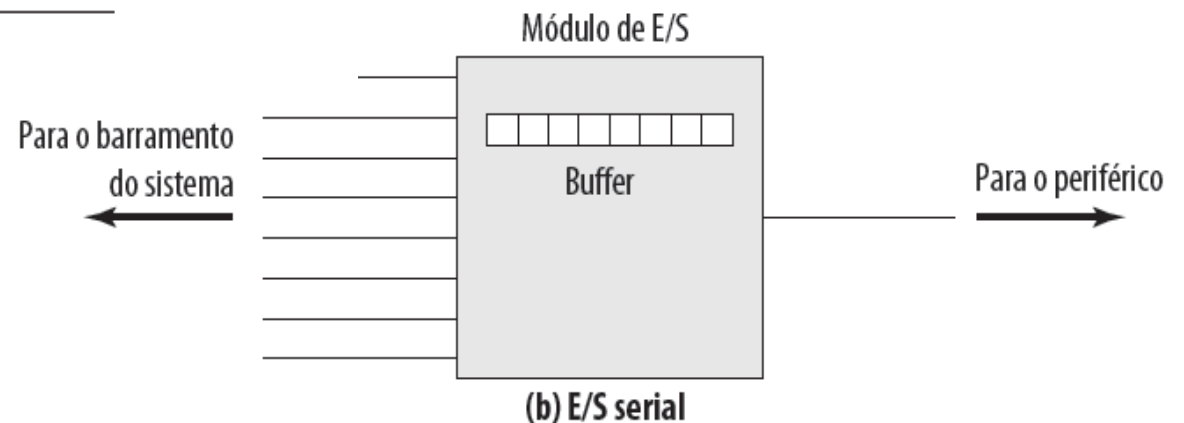 Módulo de E/S
Para o barramento
do sistema
Buffer
Para o periférico
(b) E/S serial